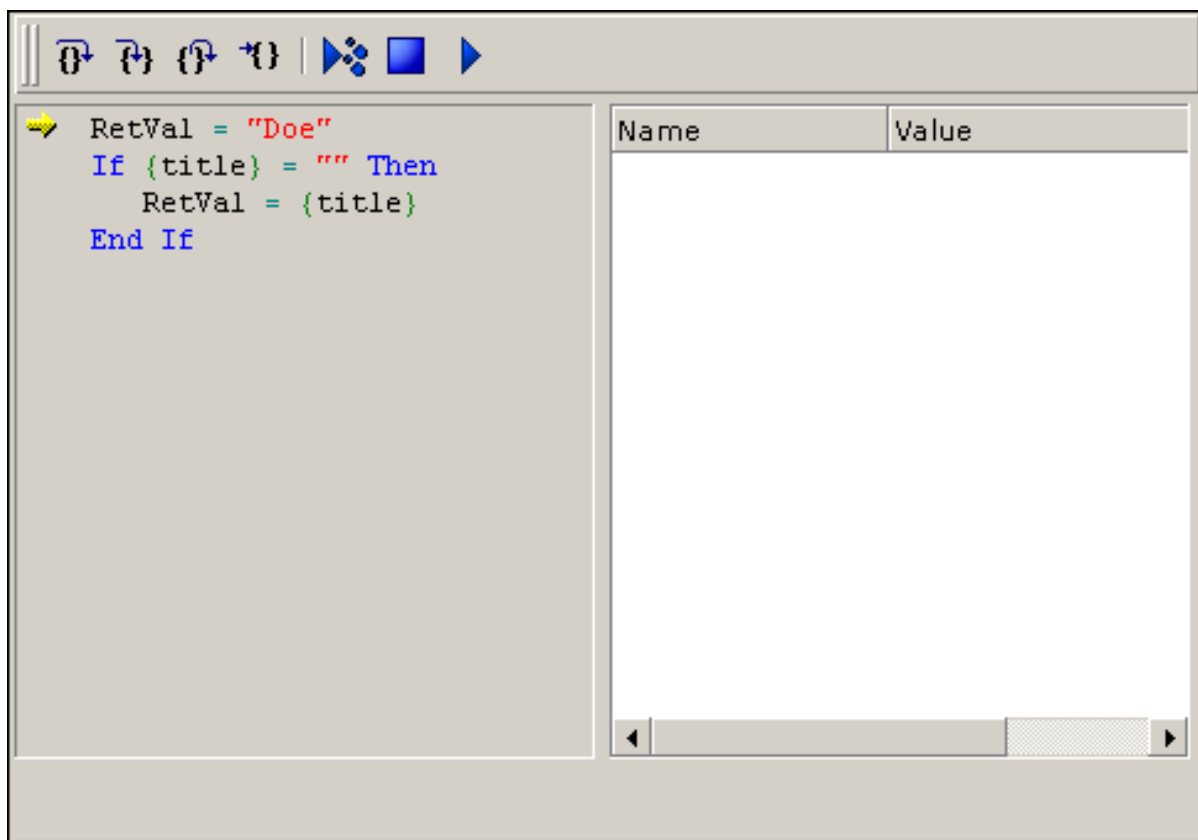 RetVal = "Doe"
If {title} = "" Then
RetVal = {title}
End If
Name Value